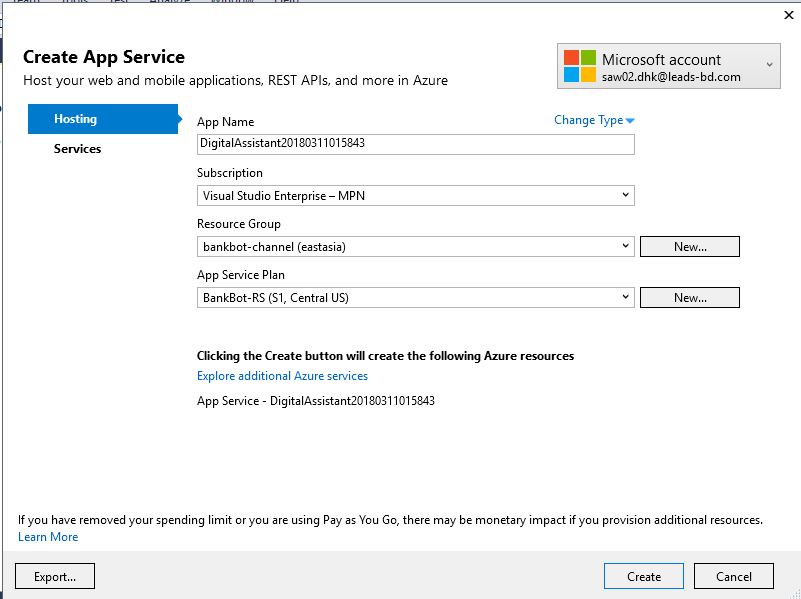 Create App Service
Host your web and mobile applications, REST APIs, and more in Azure
Microsoft account
saw02.dhk@leads-bd.com
Hosting
Services
App Name
Change Type
DigitalAssistant20180311015843
Subscription
Visual Studio Enterprise – MPN
Resource Group
bankbot-channel (eastasia)
New...
App Service Plan
BankBot-RS (S1, Central US)
New...
Clicking the Create button will create the following Azure resources
Explore additional Azure services
App Service - DigitalAssistant20180311015843
If you have removed your spending limit or you are using Pay as You Go, there may be monetary impact if you provision additional resources.
Learn More
Export...
Create
Cancel